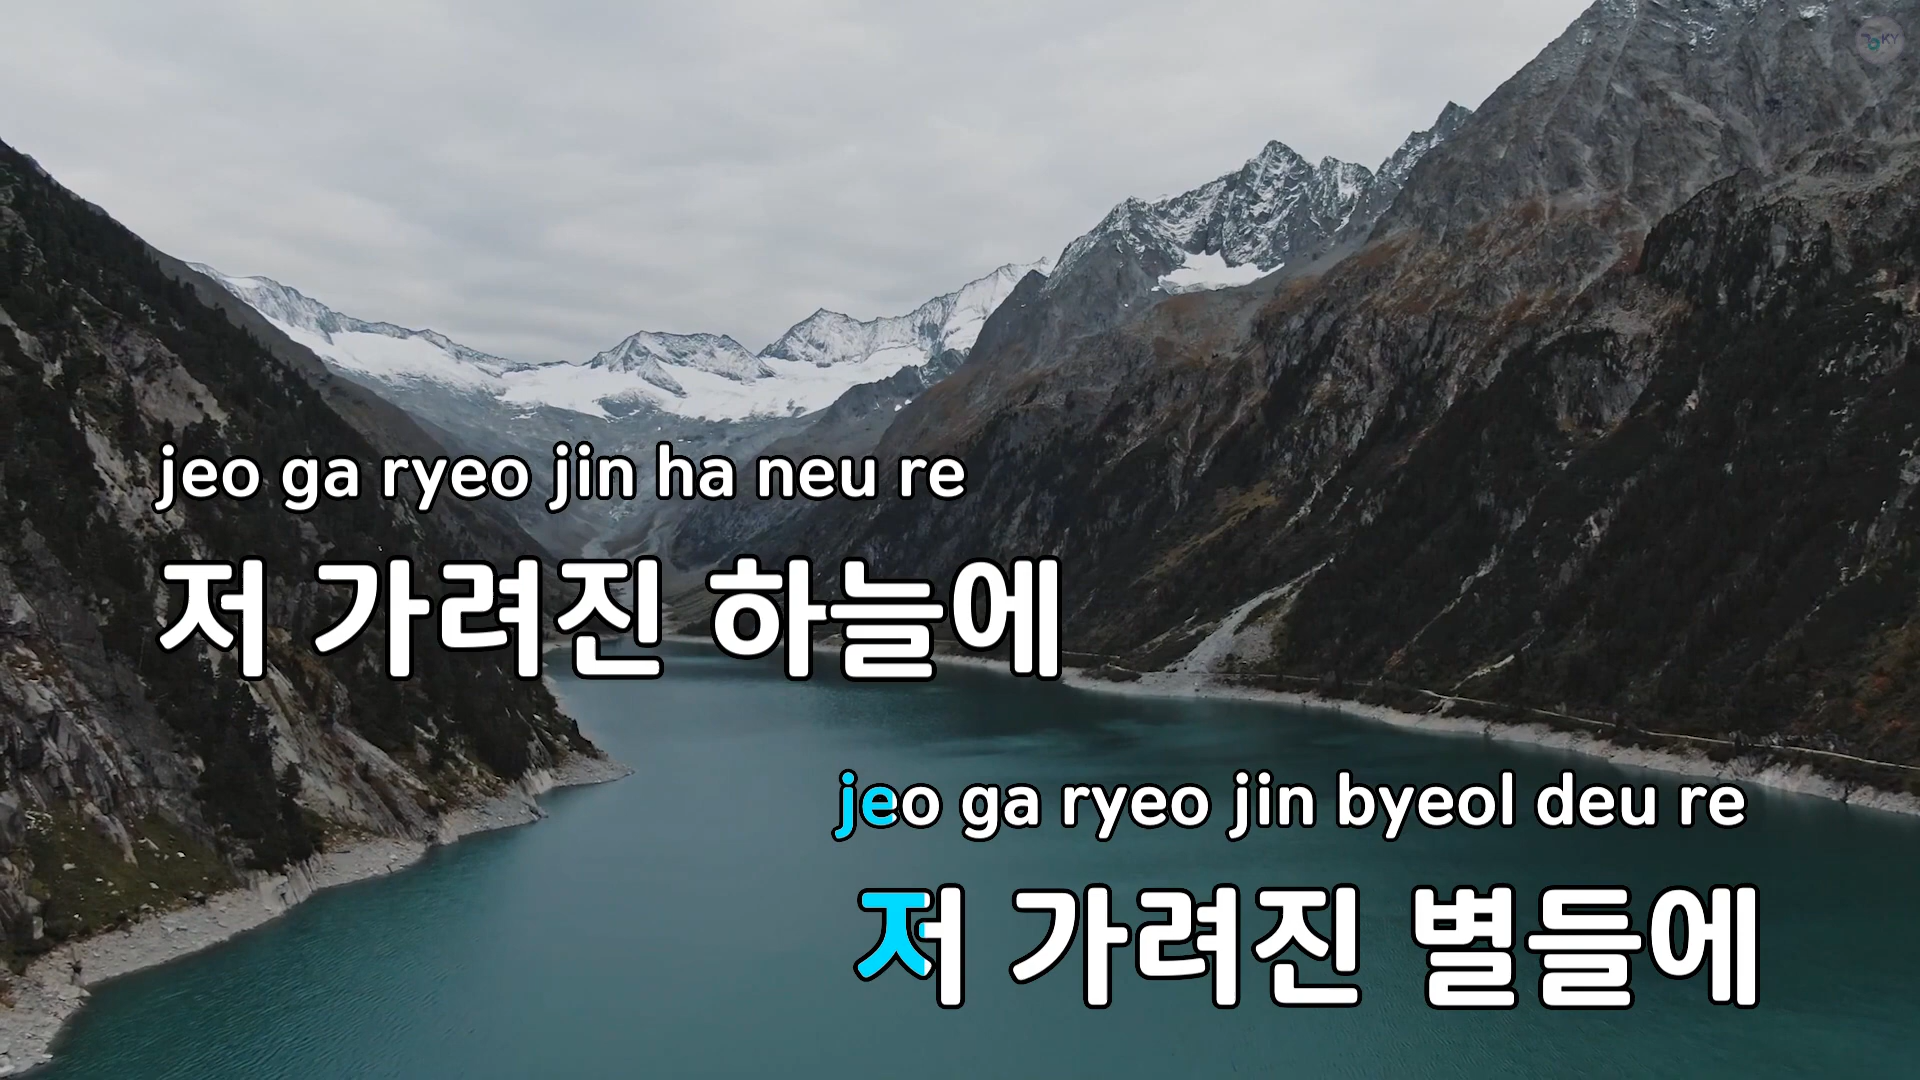 KY
jeo ga ryeo jin ha neu re
저 가려진 하늘에
jeo ga ryeo jin byeol deu re
저 가려진 별들에